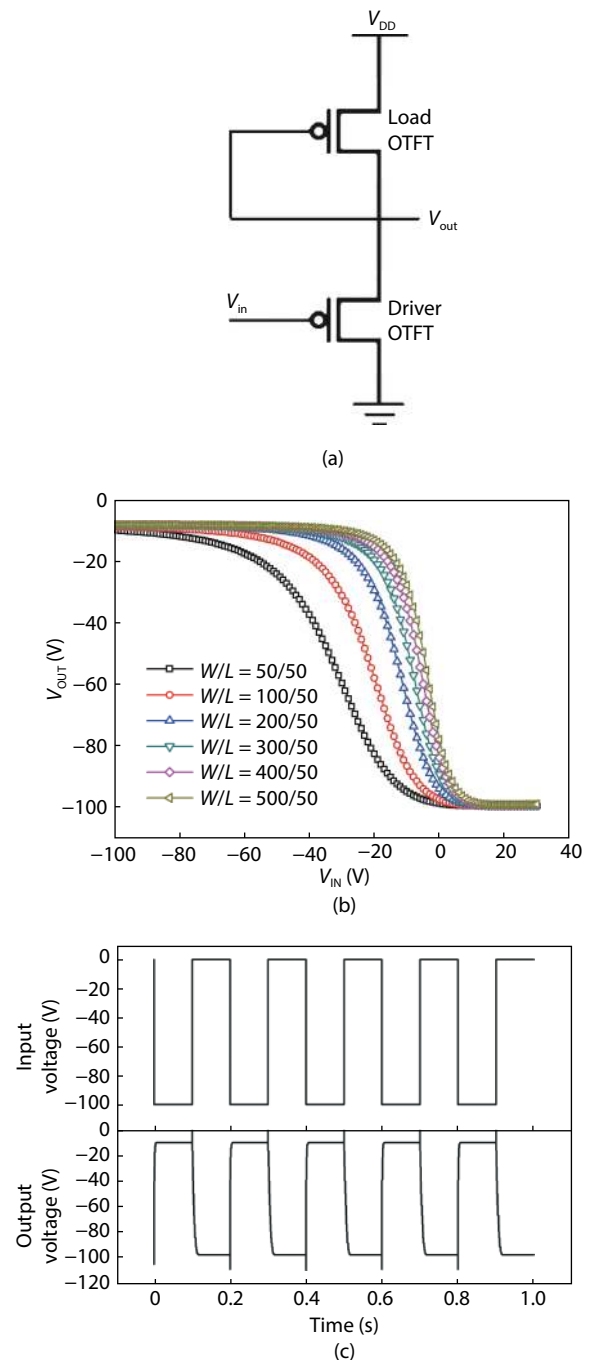 V_DD
Load
OTFT
V_out
V_in
Driver
OTFT
(a)
0
−20
−40
−60
−80
−100
V_OUT (V)
W/L = 50/50
W/L = 100/50
W/L = 200/50
W/L = 300/50
W/L = 400/50
W/L = 500/50
−100 −80 −60 −40 −20 0 20 40
V_IN (V)
(b)
Input
voltage (V)
0
−20
−40
−60
−80
−100
Output
voltage (V)
0
−20
−40
−60
−80
−100
−120
0 0.2 0.4 0.6 0.8 1.0
Time (s)
(c)